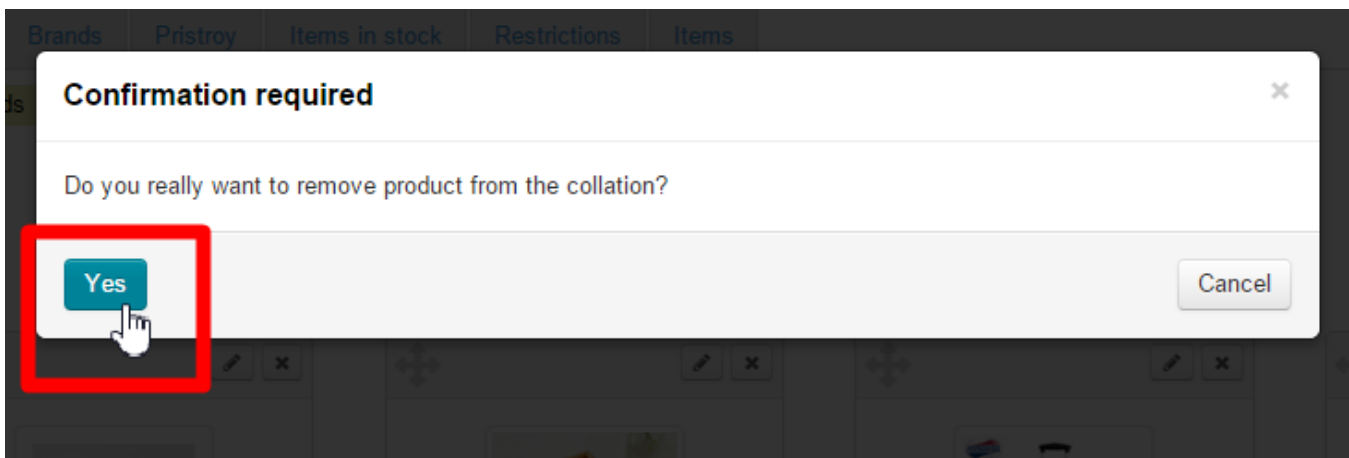 Brands Pristroy Items in stock Restrictions Items
ds
Confirmation required
×
Do you really want to remove product from the collation?
Yes
Cancel